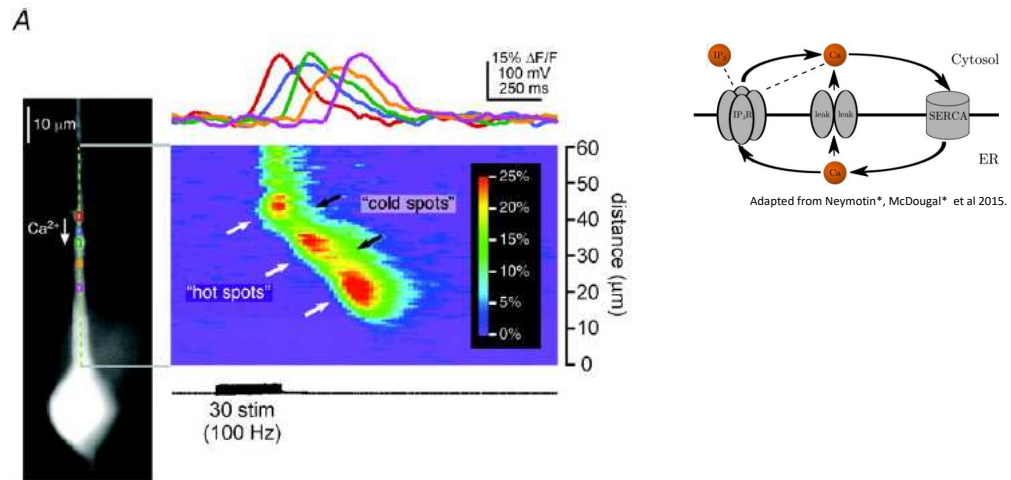 A
15% ΔF/F
100 mV
250 ms
10 μm
Ca²⁺
"cold spots"
"hot spots"
25%
20%
15%
10%
5%
0%
60
50
40
30
20
10
0
distance (μm)
30 stim
(100 Hz)
IP₃
Ca
Cytosol
IP₃R
leak
leak
SERCA
ER
Ca
Adapted from Neymotin*, McDougal* et al 2015.